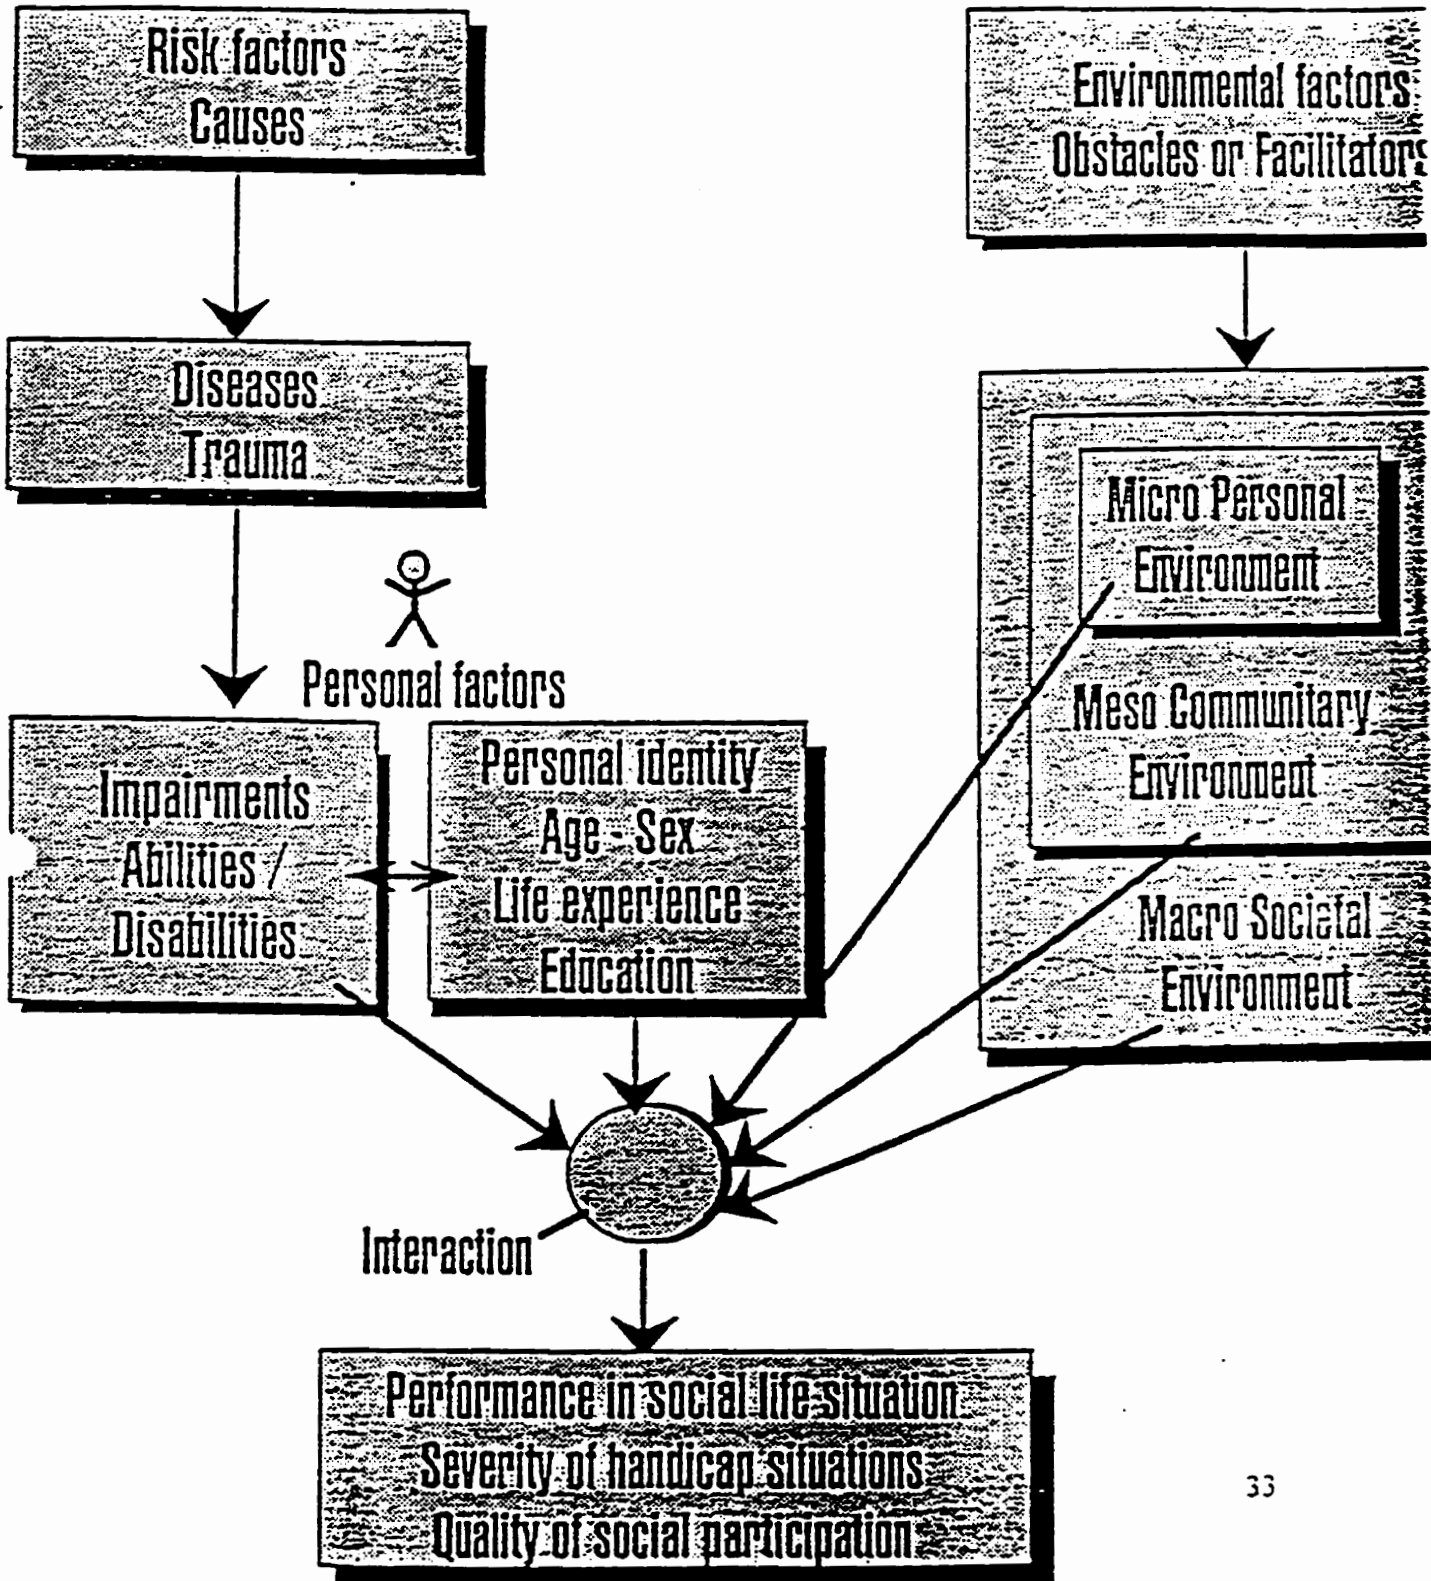 Risk factors
Causes
Environmental factors
Obstacles or Facilitators
Diseases
Trauma
Micro Personal
Environment
Meso Communitary
Environment
Macro Societal
Environment
Personal factors
Impairments
Abilities /
Disabilities
Personal identity
Age - Sex
Life experience
Education
Interaction
Performance in social life situation
Severity of handicap situations
Quality of social participation
33